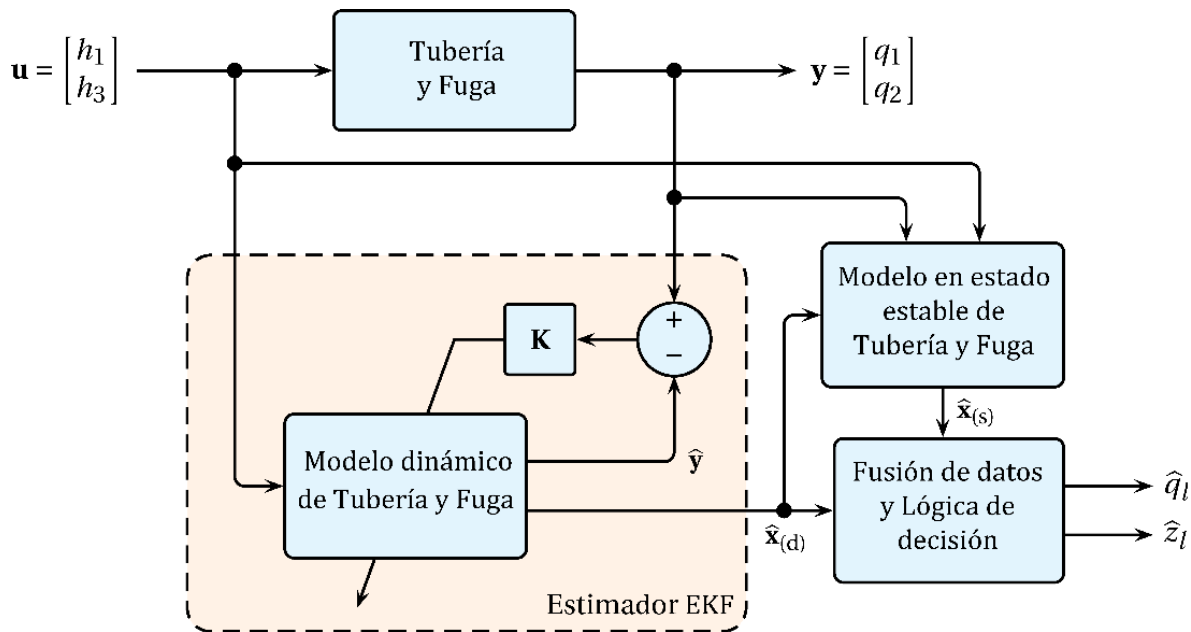 u = [h₁ h₃]
Tubería
y Fuga
y = [q₁ q₂]
Modelo en estado
estable de
Tubería y Fuga
+
−
K
x̂₍ₛ₎
Modelo dinámico
de Tubería y Fuga
ŷ
x̂(d)
Fusión de datos
y Lógica de
decisión
q̂ₗ
ẑₗ
Estimador EKF